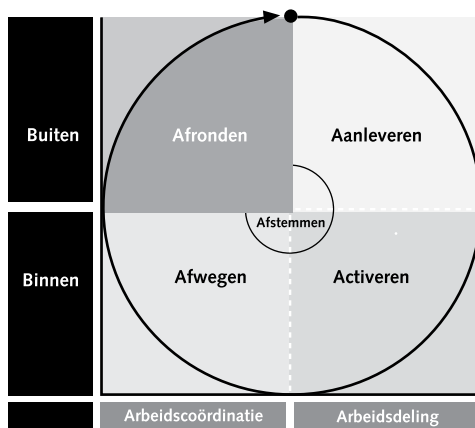 Buiten
Afronden
Aanleveren
Afstemmen
Binnen
Afwegen
Activeren
Arbeidscoördinatie
Arbeidsdeling